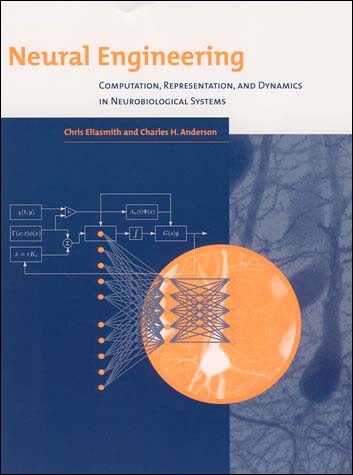 Neural Engineering
Computation, Representation, and Dynamics
in Neurobiological Systems
Chris Eliasmith and Charles H. Anderson
Σ
∫
G(s)y